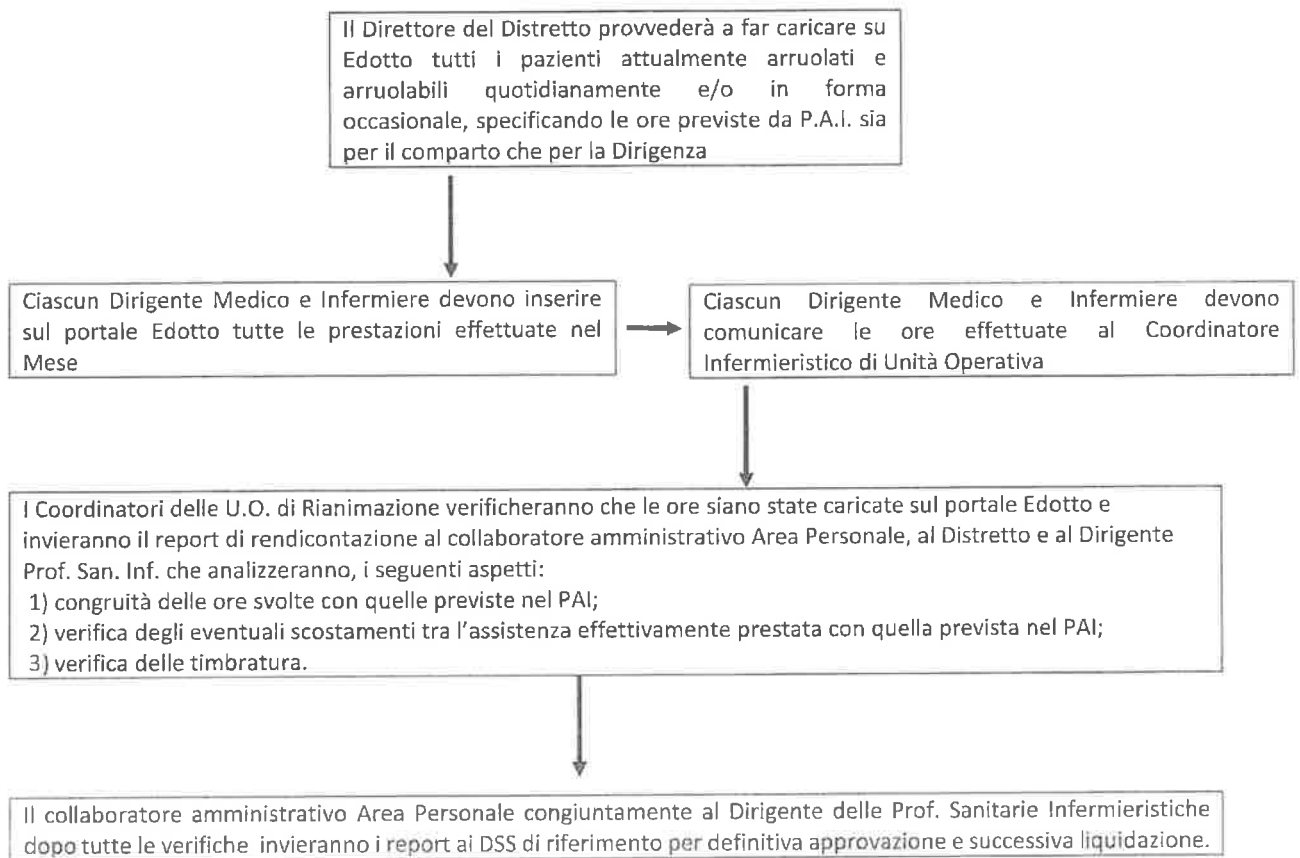 Il Direttore del Distretto provvederà a far caricare su
Edotto tutti i pazienti attualmente arruolati e
arruolabili quotidianamente e/o in forma
occasionale, specificando le ore previste da P.A.I. sia
per il comparto che per la Dirigenza
Ciascun Dirigente Medico e Infermiere devono inserire
sul portale Edotto tutte le prestazioni effettuate nel
Mese
Ciascun Dirigente Medico e Infermiere devono
comunicare le ore effettuate al Coordinatore
Infermieristico di Unità Operativa
I Coordinatori delle U.O. di Rianimazione verificheranno che le ore siano state caricate sul portale Edotto e
invieranno il report di rendicontazione al collaboratore amministrativo Area Personale, al Distretto e al Dirigente
Prof. San. Inf. che analizzeranno, i seguenti aspetti:
1) congruità delle ore svolte con quelle previste nel PAI;
2) verifica degli eventuali scostamenti tra l'assistenza effettivamente prestata con quella prevista nel PAI;
3) verifica delle timbratura.
Il collaboratore amministrativo Area Personale congiuntamente al Dirigente delle Prof. Sanitarie Infermieristiche
dopo tutte le verifiche invieranno i report ai DSS di riferimento per definitiva approvazione e successiva liquidazione.